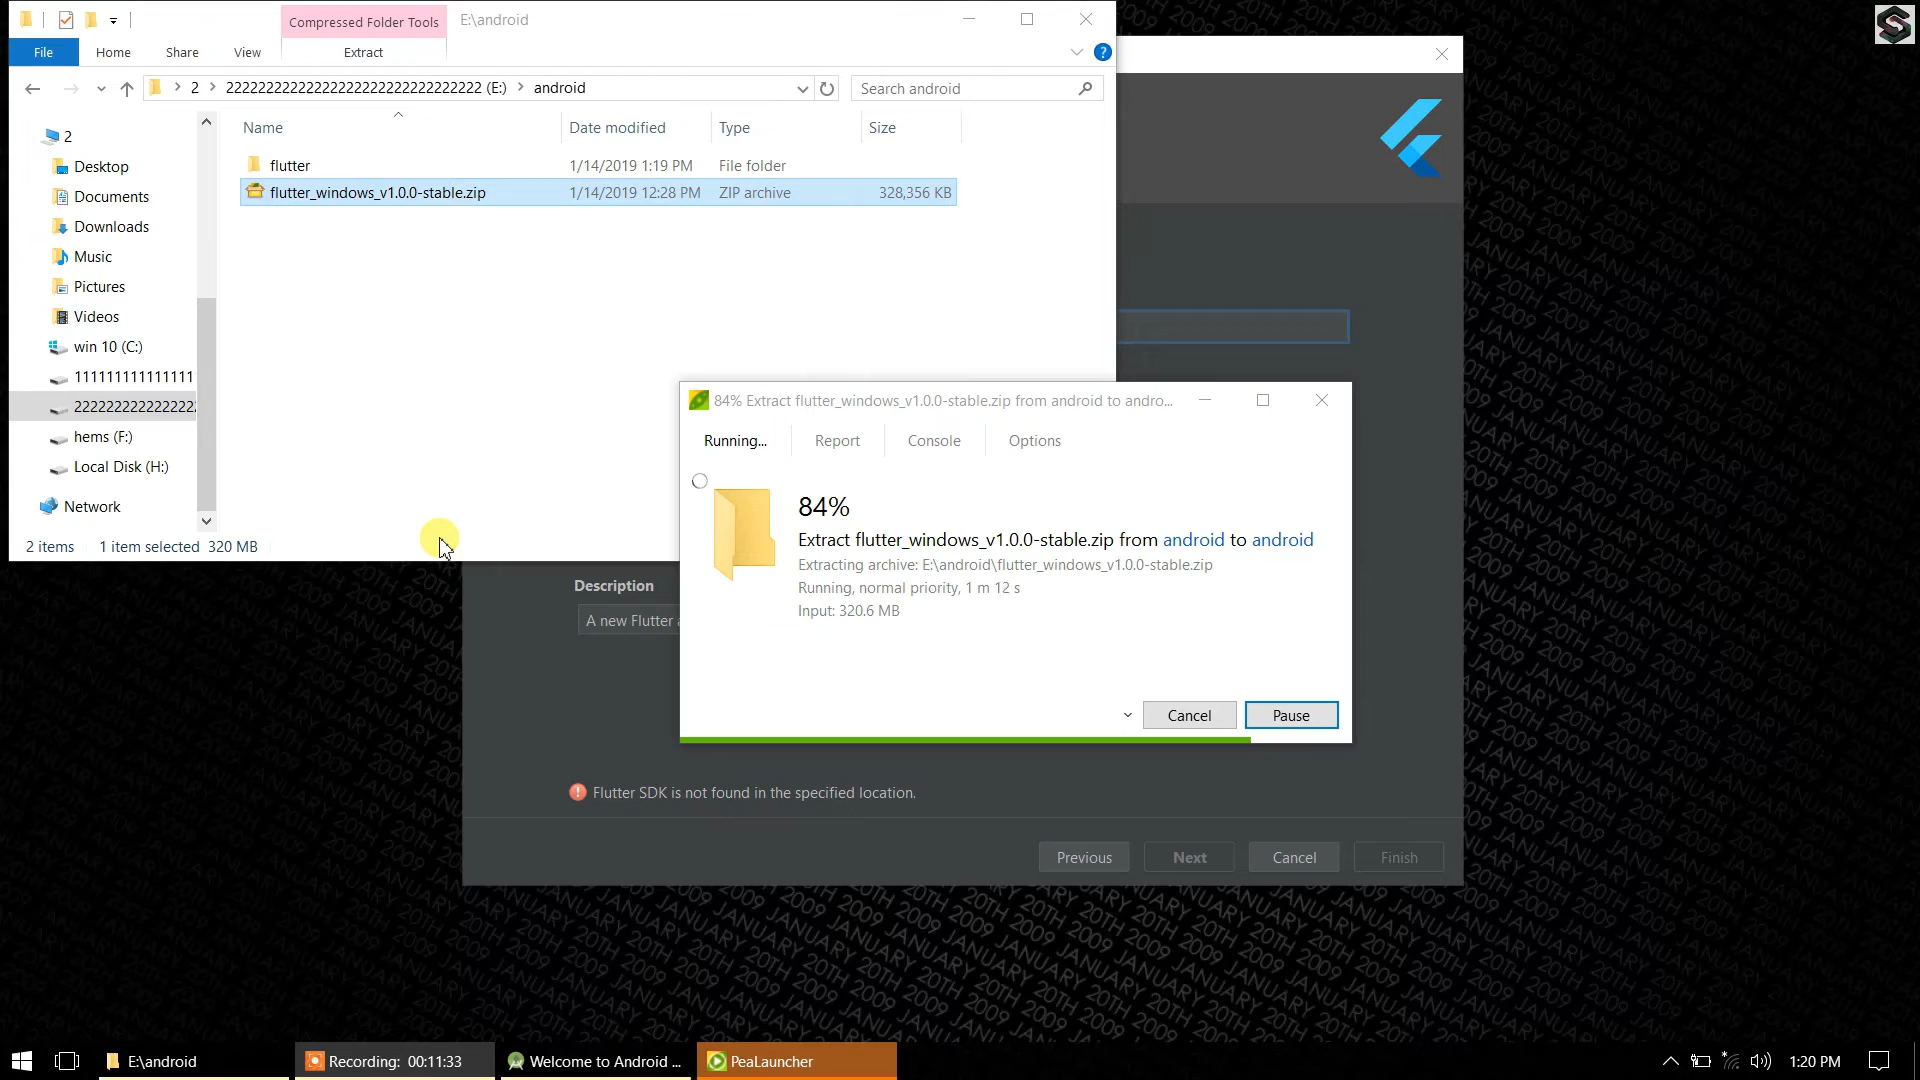 Compressed Folder Tools
E:\android
File
Home
Share
View
Extract
2
22222222222222222222222222222222 (E:)
android
Search android
Name
Date modified
Type
Size
2
Desktop
Documents
Downloads
Music
Pictures
Videos
win 10 (C:)
hems (F:)
Local Disk (H:)
Network
flutter
1/14/2019 1:19 PM
File folder
flutter_windows_v1.0.0-stable.zip
1/14/2019 12:28 PM
ZIP archive
328,356 KB
2 items
1 item selected 320 MB
84% Extract flutter_windows_v1.0.0-stable.zip from android to andro...
Running...
Report
Console
Options
84%
Extract flutter_windows_v1.0.0-stable.zip from android to android
Extracting archive: E:\android\flutter_windows_v1.0.0-stable.zip
Running, normal priority, 1 m 12 s
Input: 320.6 MB
Cancel
Pause
Description
A new Flutter
Flutter SDK is not found in the specified location.
Previous
Next
Cancel
Finish
E:\android
Recording: 00:11:33
Welcome to Android ...
PeaLauncher
1:20 PM